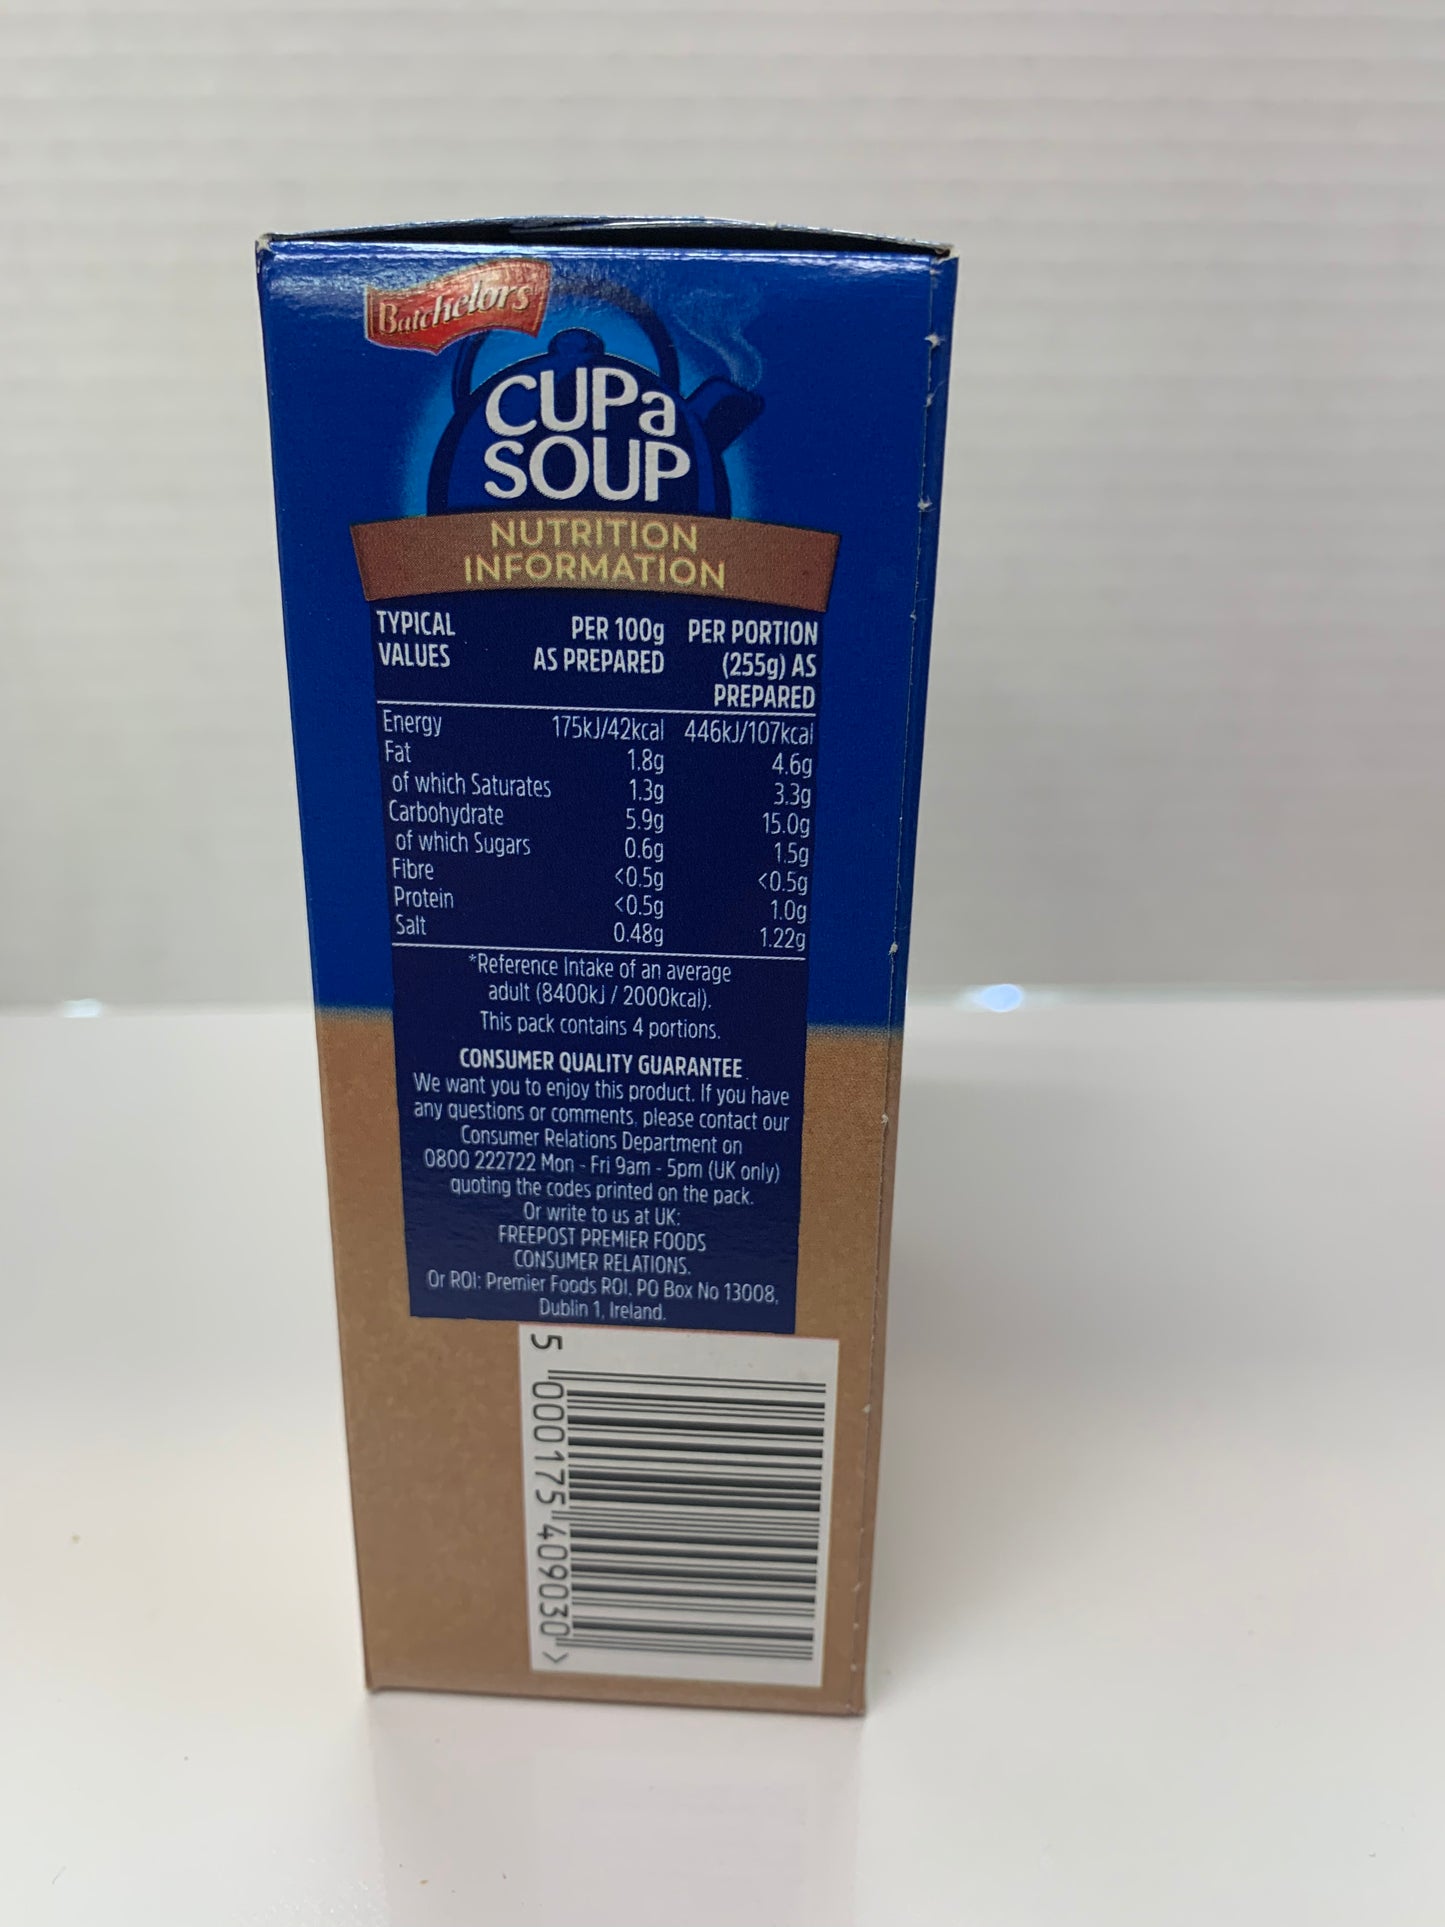 Batchelors
CUPa
SOUP
NUTRITION
INFORMATION
TYPICAL VALUES PER 100g AS PREPARED PER PORTION (255g) AS PREPARED
Energy 175kJ/42kcal 446kJ/107kcal
Fat 1.8g 4.6g
of which Saturates 1.3g 3.3g
Carbohydrate 5.9g 15.0g
of which Sugars 0.6g 1.5g
Fibre <0.5g <0.5g
Protein <0.5g 1.0g
Salt 0.48g 1.22g
*Reference Intake of an average
adult (8400kJ / 2000kcal).
This pack contains 4 portions.
CONSUMER QUALITY GUARANTEE
We want you to enjoy this product. If you have
any questions or comments, please contact our
Consumer Relations Department on
0800 222722 Mon - Fri 9am - 5pm (UK only)
quoting the codes printed on the pack.
Or write to us at UK:
FREEPOST PREMIER FOODS
CONSUMER RELATIONS.
Or ROI: Premier Foods ROI, PO Box No 13008,
Dublin 1, Ireland.
5 000175 409030 >